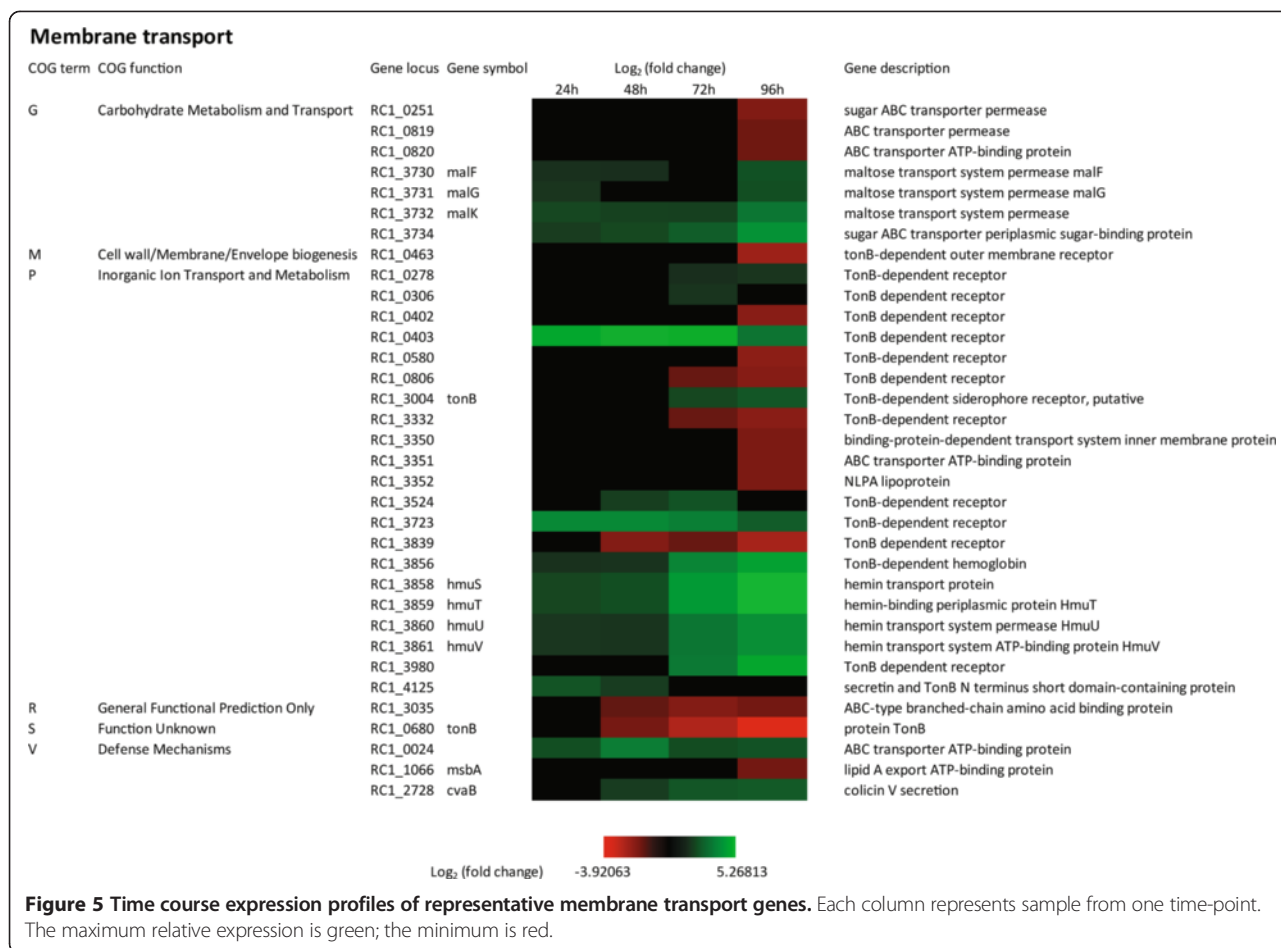 Membrane transport
COG term COG function Gene locus Gene symbol Log2 (fold change) Gene description
24h 48h 72h 96h
G Carbohydrate Metabolism and Transport RC1_0251 sugar ABC transporter permease
RC1_0819 ABC transporter permease
RC1_0820 ABC transporter ATP-binding protein
RC1_3730 malF maltose transport system permease malF
RC1_3731 malG maltose transport system permease malG
RC1_3732 malK maltose transport system permease
RC1_3734 sugar ABC transporter periplasmic sugar-binding protein
M Cell wall/Membrane/Envelope biogenesis RC1_0463 tonB-dependent outer membrane receptor
P Inorganic Ion Transport and Metabolism RC1_0278 TonB-dependent receptor
RC1_0306 TonB dependent receptor
RC1_0402 TonB dependent receptor
RC1_0403 TonB dependent receptor
RC1_0580 TonB-dependent receptor
RC1_0806 TonB dependent receptor
RC1_3004 tonB TonB-dependent siderophore receptor, putative
RC1_3332 TonB-dependent receptor
RC1_3350 binding-protein-dependent transport system inner membrane protein
RC1_3351 ABC transporter ATP-binding protein
RC1_3352 NLPA lipoprotein
RC1_3524 TonB-dependent receptor
RC1_3723 TonB-dependent receptor
RC1_3839 TonB dependent receptor
RC1_3856 TonB-dependent hemoglobin
RC1_3858 hmuS hemin transport protein
RC1_3859 hmuT hemin-binding periplasmic protein HmuT
RC1_3860 hmuU hemin transport system permease HmuU
RC1_3861 hmuV hemin transport system ATP-binding protein HmuV
RC1_3980 TonB dependent receptor
RC1_4125 secretin and TonB N terminus short domain-containing protein
R General Functional Prediction Only RC1_3035 ABC-type branched-chain amino acid binding protein
S Function Unknown RC1_0680 tonB protein TonB
V Defense Mechanisms RC1_0024 ABC transporter ATP-binding protein
RC1_1066 msbA lipid A export ATP-binding protein
RC1_2728 cvaB colicin V secretion
Log2 (fold change) -3.92063 5.26813
Figure 5 Time course expression profiles of representative membrane transport genes. Each column represents sample from one time-point.
The maximum relative expression is green; the minimum is red.